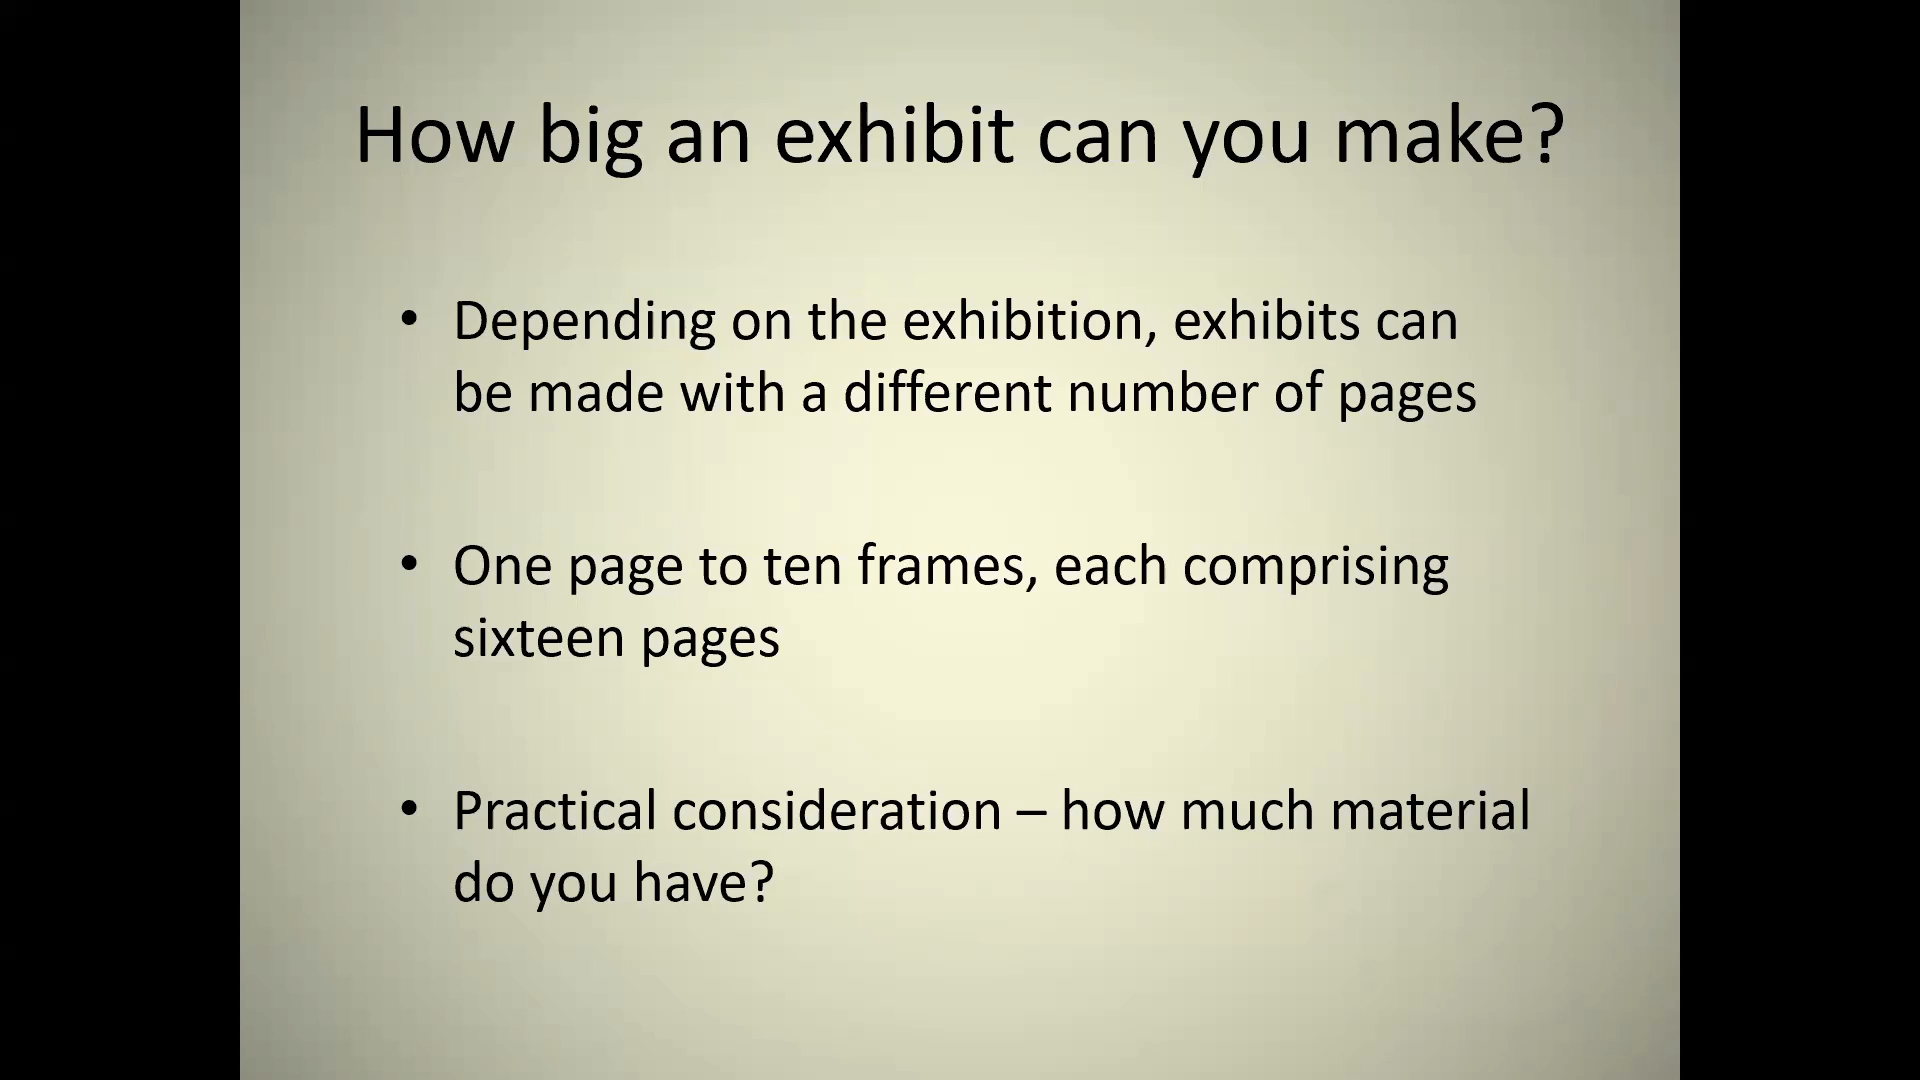 How big an exhibit can you make?
• Depending on the exhibition, exhibits can
be made with a different number of pages
• One page to ten frames, each comprising
sixteen pages
• Practical consideration – how much material
do you have?